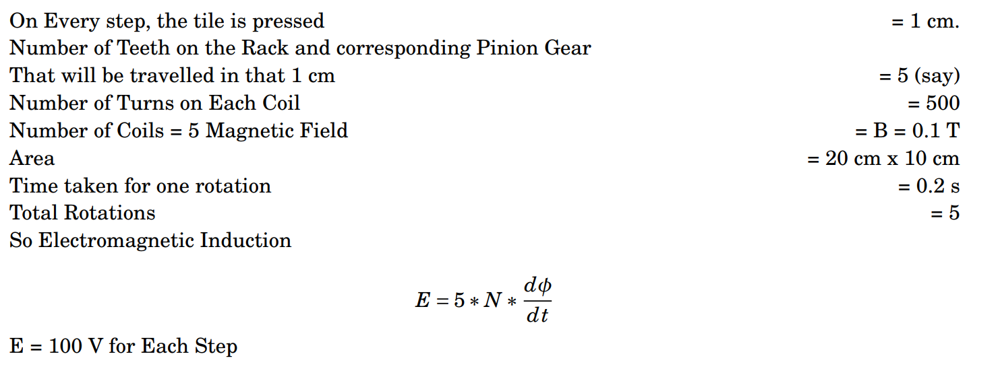 On Every step, the tile is pressed = 1 cm.
Number of Teeth on the Rack and corresponding Pinion Gear
That will be travelled in that 1 cm = 5 (say)
Number of Turns on Each Coil = 500
Number of Coils = 5 Magnetic Field = B = 0.1 T
Area = 20 cm x 10 cm
Time taken for one rotation = 0.2 s
Total Rotations = 5
So Electromagnetic Induction
E = 5 * N * dϕ/dt
E = 100 V for Each Step